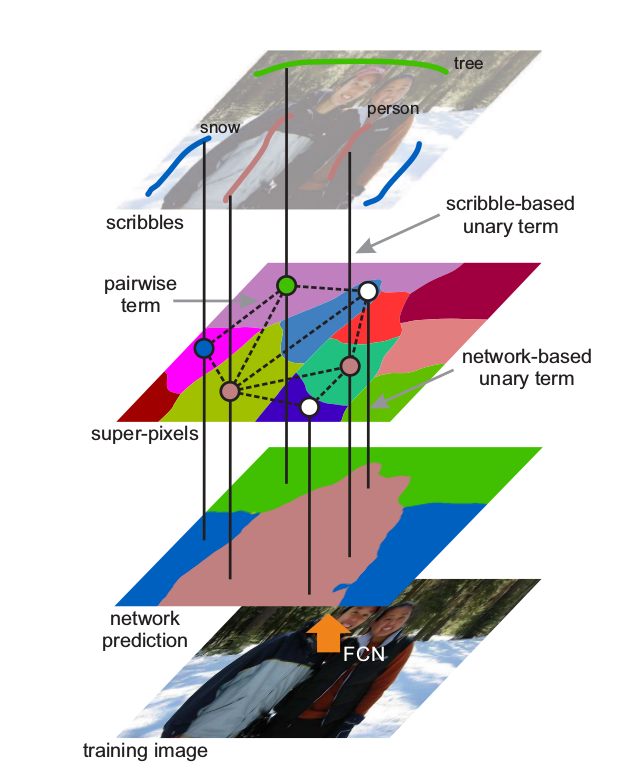 tree
person
snow
scribbles
scribble-based
unary term
pairwise
term
network-based
unary term
super-pixels
network
prediction
FCN
training image